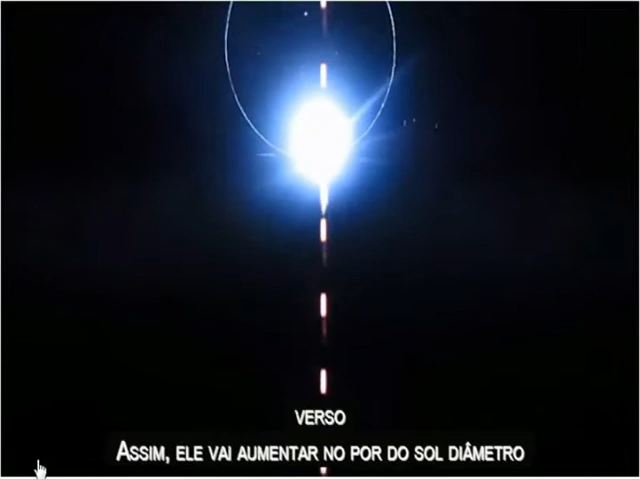 VERSO
ASSIM, ELE VAI AUMENTAR NO POR DO SOL DIÂMETRO